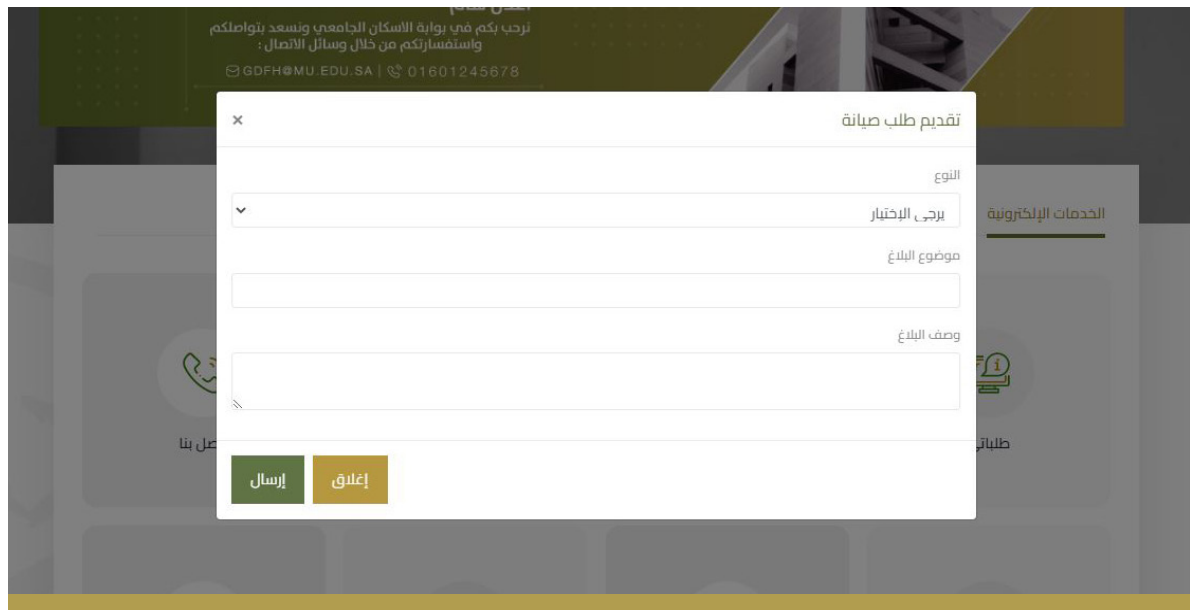 نرحب بكم في بوابة الاسكان الجامعي ونسعد بتواصلكم
واستفساراتكم من خلال وسائل الاتصال :
GDFH@MU.EDU.SA | 01601245678
تقديم طلب صيانة
×
النوع
يرجى الإختيار
الخدمات الإلكترونية
موضوع البلاغ
وصف البلاغ
إغلاق
إرسال